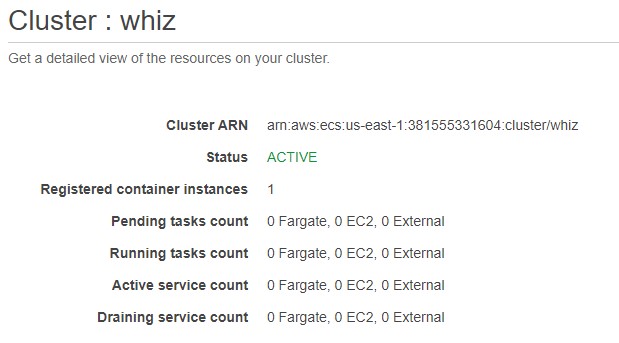 Cluster : whiz
Get a detailed view of the resources on your cluster.
Cluster ARN arn:aws:ecs:us-east-1:381555331604:cluster/whiz
Status ACTIVE
Registered container instances 1
Pending tasks count 0 Fargate, 0 EC2, 0 External
Running tasks count 0 Fargate, 0 EC2, 0 External
Active service count 0 Fargate, 0 EC2, 0 External
Draining service count 0 Fargate, 0 EC2, 0 External